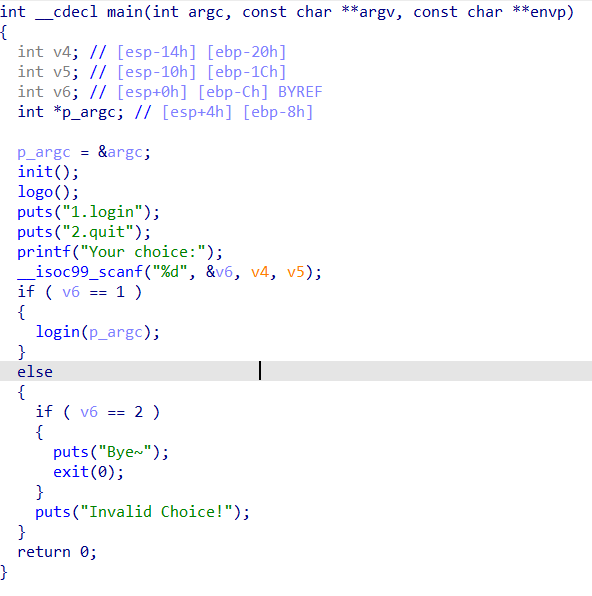 int __cdecl main(int argc, const char **argv, const char **envp)
{
  int v4; // [esp-14h] [ebp-20h]
  int v5; // [esp-10h] [ebp-1Ch]
  int v6; // [esp+0h] [ebp-Ch] BYREF
  int *p_argc; // [esp+4h] [ebp-8h]

  p_argc = &argc;
  init();
  logo();
  puts("1.login");
  puts("2.quit");
  printf("Your choice:");
  __isoc99_scanf("%d", &v6, v4, v5);
  if ( v6 == 1 )
  {
    login(p_argc);
  }
  else
  {
    if ( v6 == 2 )
    {
      puts("Bye~");
      exit(0);
    }
    puts("Invalid Choice!");
  }
  return 0;
}